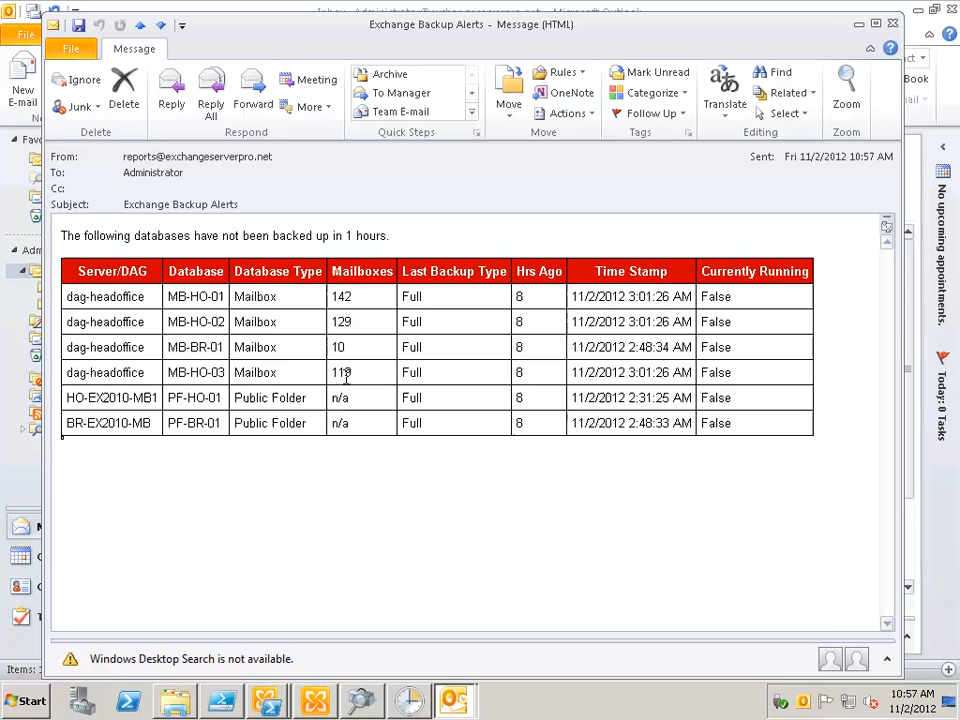 Exchange Backup Alerts - Message (HTML)
File
Message
Ignore
Junk
Delete
Delete
Reply
Reply All
Forward
Meeting
More
Respond
Archive
To Manager
Team E-mail
Quick Steps
Move
Rules
OneNote
Actions
Move
Mark Unread
Categorize
Follow Up
Tags
Translate
Find
Related
Select
Editing
Zoom
Zoom
File
New
E-mail
Book
From: reports@exchangeserverpro.net
Sent: Fri 11/2/2012 10:57 AM
To: Administrator
Cc:
Subject: Exchange Backup Alerts
The following databases have not been backed up in 1 hours.
Server/DAG Database Database Type Mailboxes Last Backup Type Hrs Ago Time Stamp Currently Running
dag-headoffice MB-HO-01 Mailbox 142 Full 8 11/2/2012 3:01:26 AM False
dag-headoffice MB-HO-02 Mailbox 129 Full 8 11/2/2012 3:01:26 AM False
dag-headoffice MB-BR-01 Mailbox 10 Full 8 11/2/2012 2:48:34 AM False
dag-headoffice MB-HO-03 Mailbox Full 8 11/2/2012 3:01:26 AM False
HO-EX2010-MB1 PF-HO-01 Public Folder n/a Full 8 11/2/2012 2:31:25 AM False
BR-EX2010-MB PF-BR-01 Public Folder n/a Full 8 11/2/2012 2:48:33 AM False
No upcoming appointments.
Today: 0 Tasks
Windows Desktop Search is not available.
Items:
Start
10:57 AM
11/2/2012